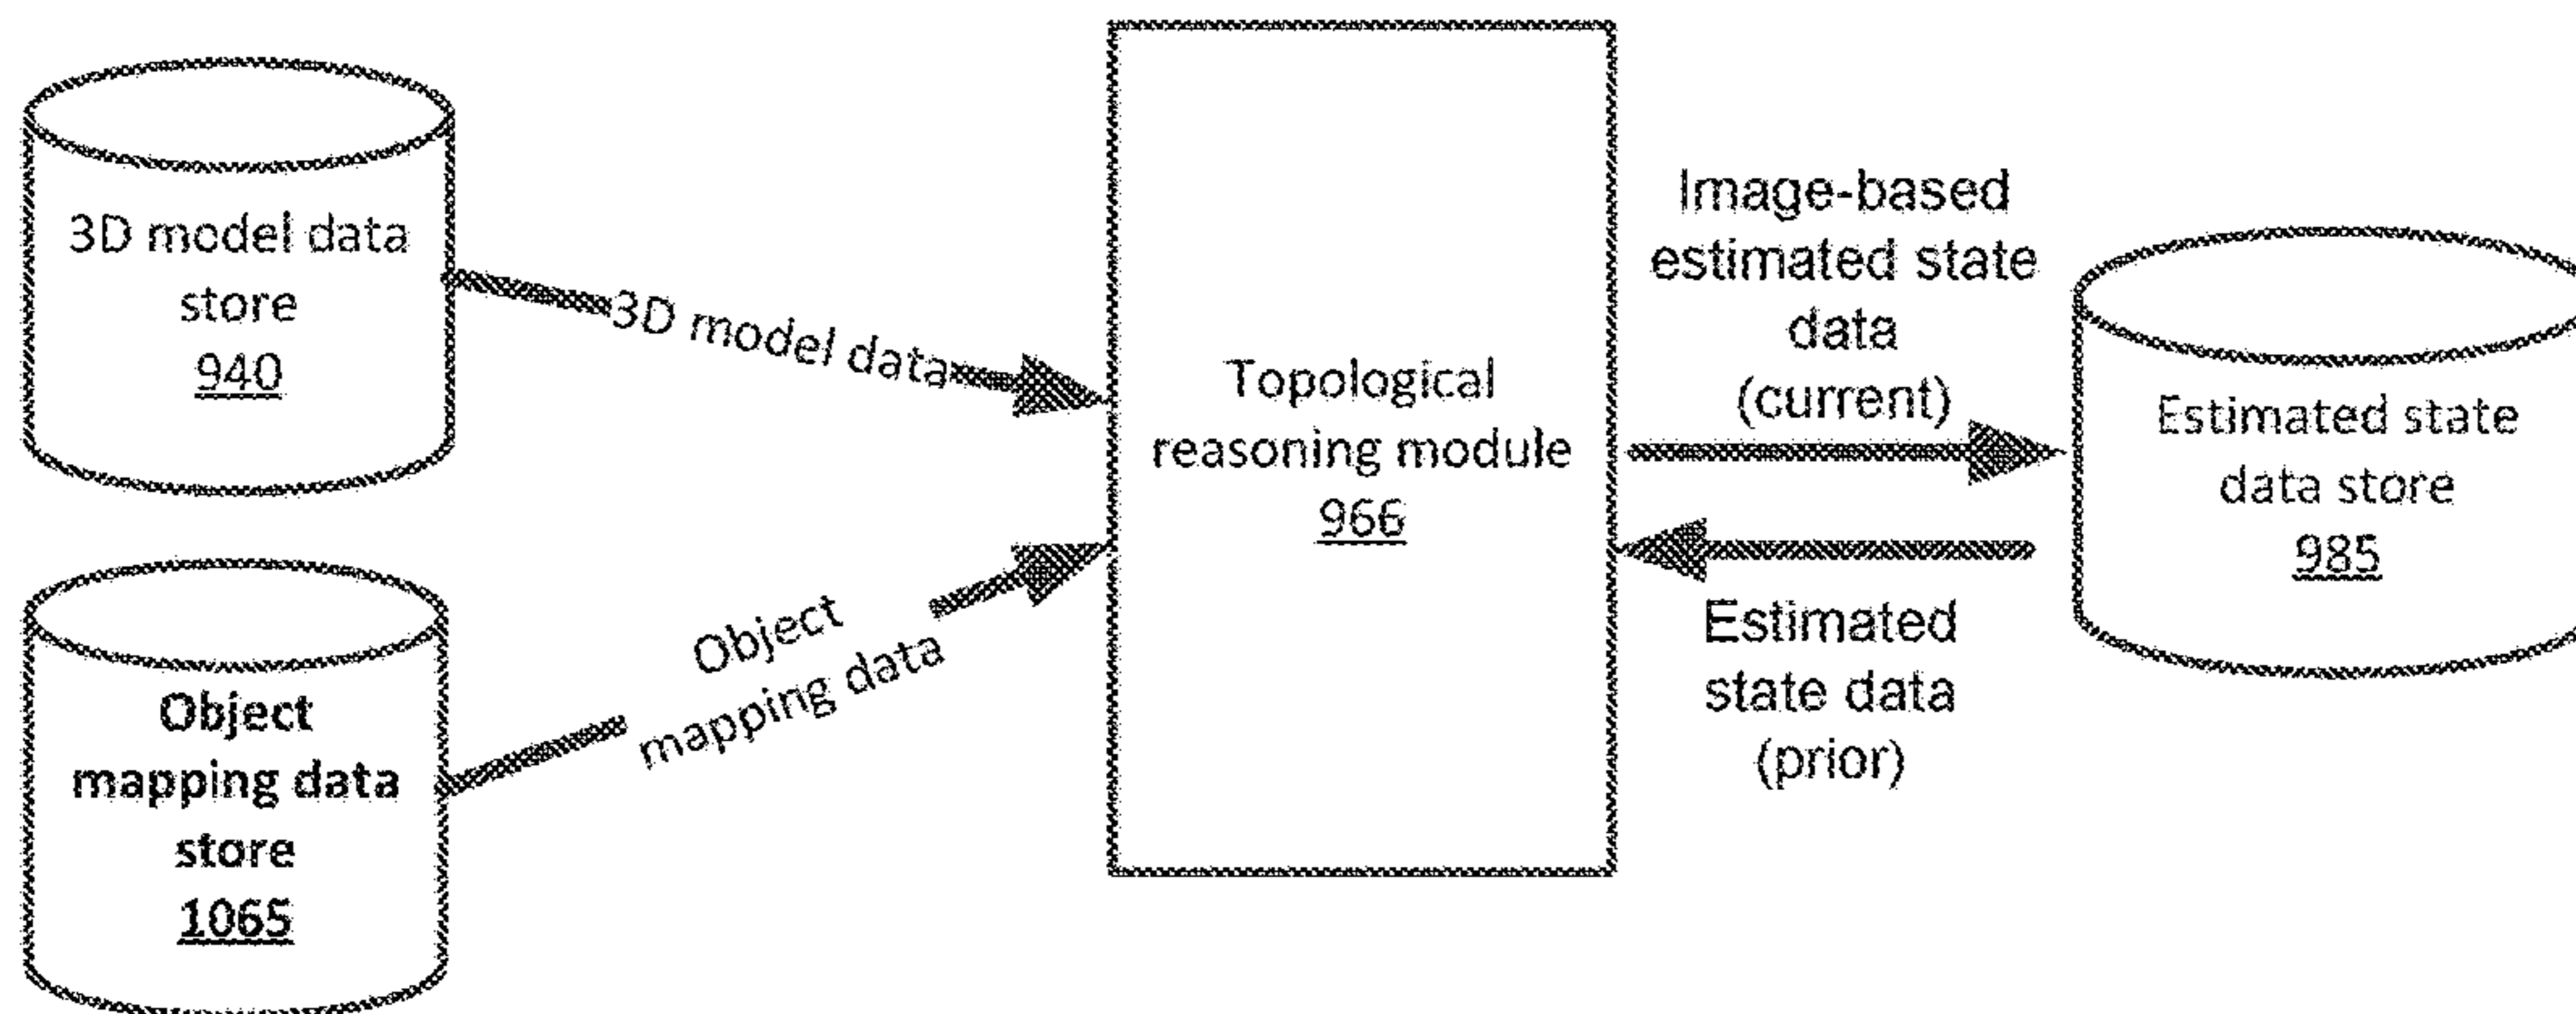 3D model data
store
940
3D model data
Object
mapping data
store
1065
Object
mapping data
Topological
reasoning module
966
Image-based
estimated state
data
(current)
Estimated
state data
(prior)
Estimated state
data store
985